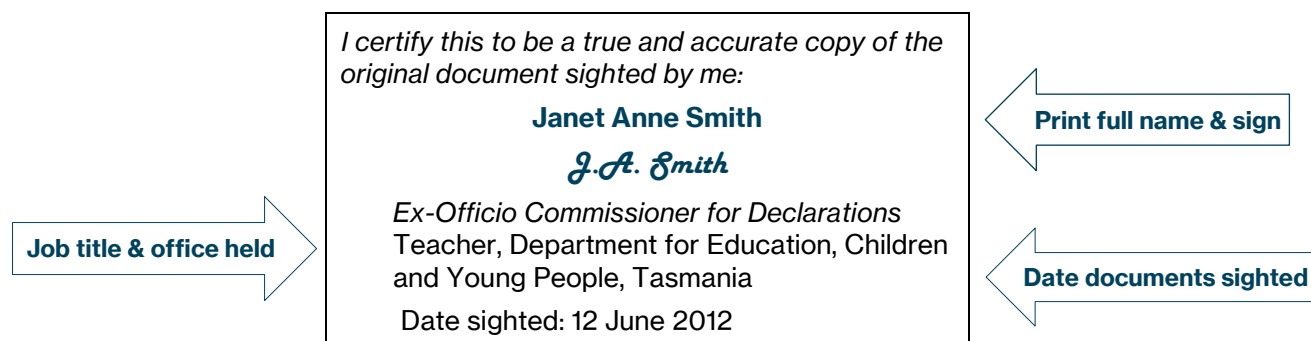 I certify this to be a true and accurate copy of the
original document sighted by me:
Janet Anne Smith
Print full name & sign
J.A. Smith
Ex-Officio Commissioner for Declarations
Job title & office held
Teacher, Department for Education, Children
and Young People, Tasmania
Date documents sighted
Date sighted: 12 June 2012